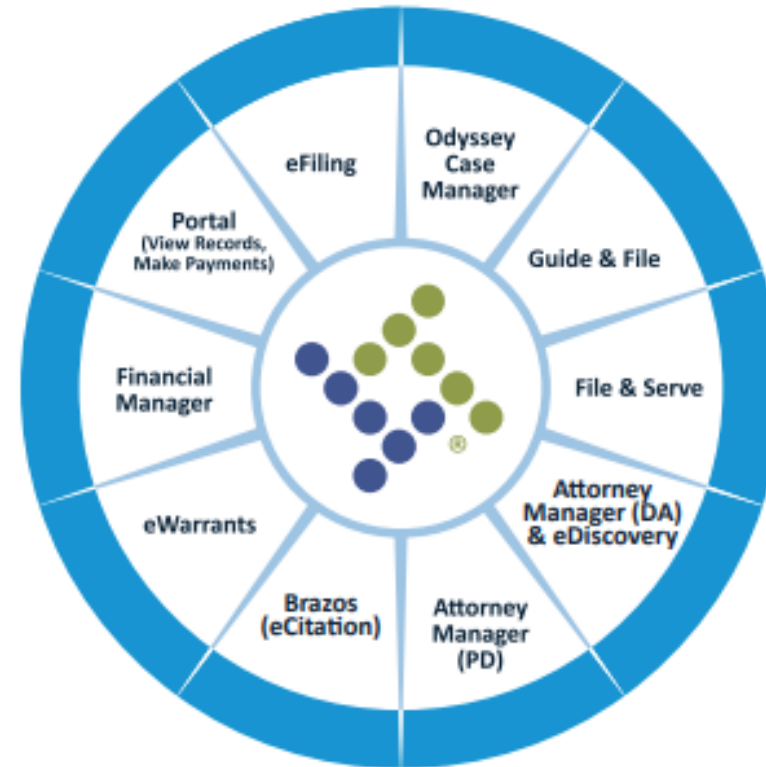 Odyssey
Case
Manager
Guide & File
File & Serve
Attorney
Manager (DA)
& eDiscovery
Attorney
Manager
(PD)
Brazos
(eCitation)
eWarrants
Financial
Manager
Portal
(View Records,
Make Payments)
eFiling
®